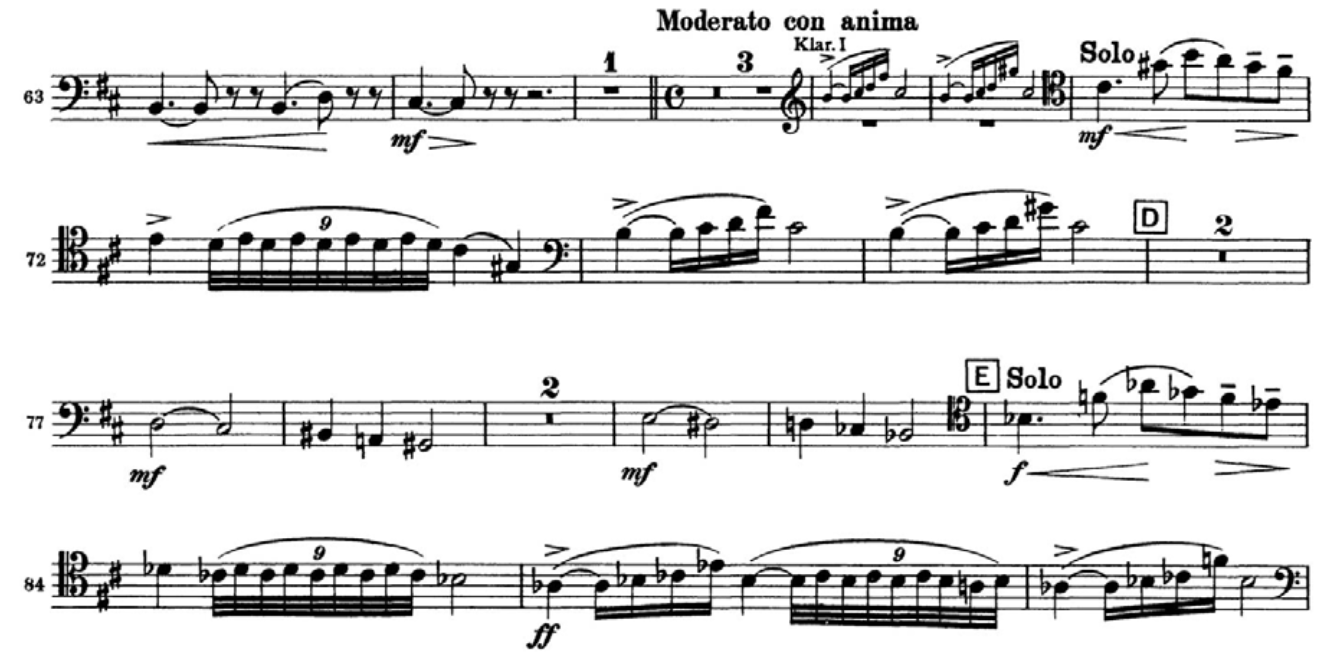 Moderato con anima
63 1 3 Klar. I Solo
mf mf
72 9 D 2
77 2 E Solo
mf mf f
84 9 9
ff